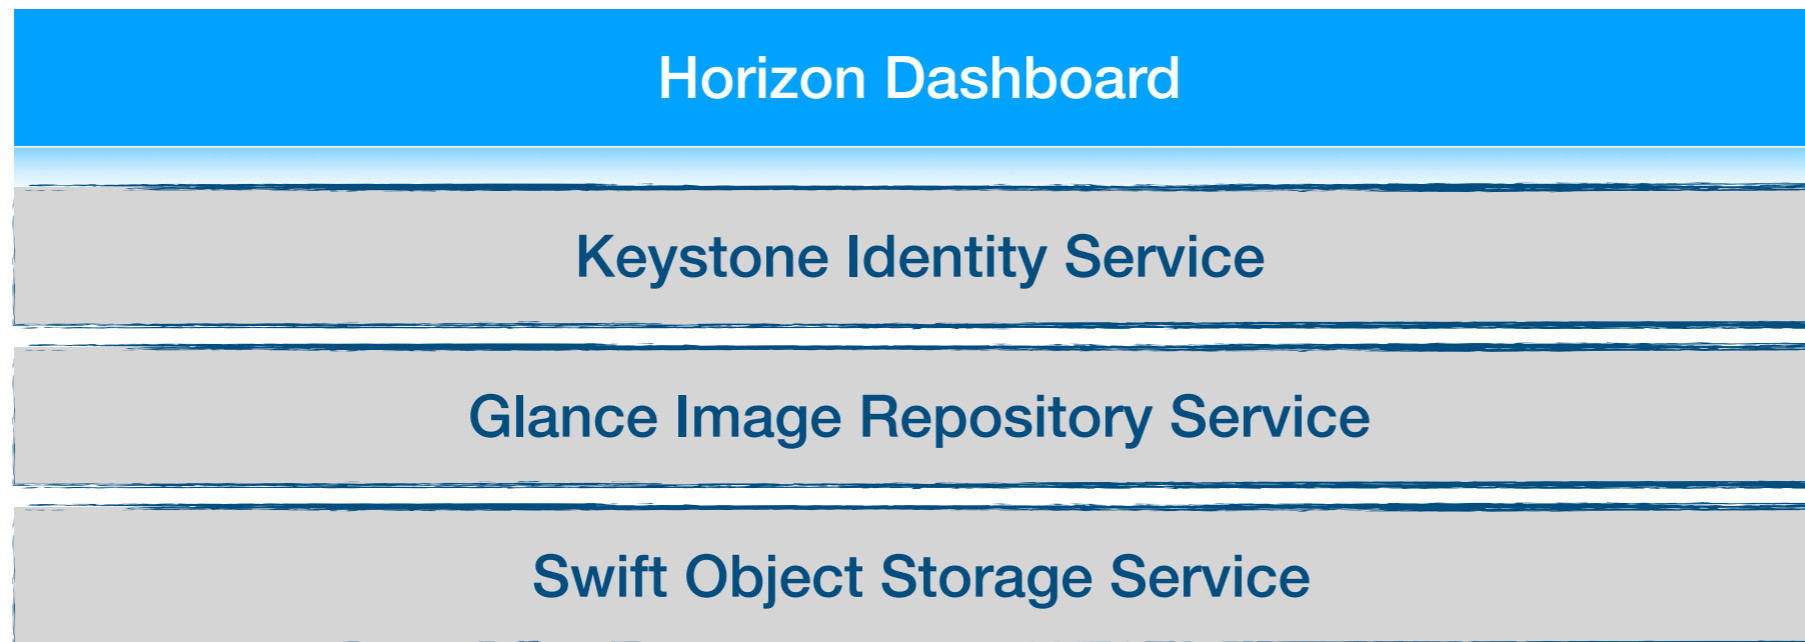 Horizon Dashboard
Keystone Identity Service
Glance Image Repository Service
Swift Object Storage Service